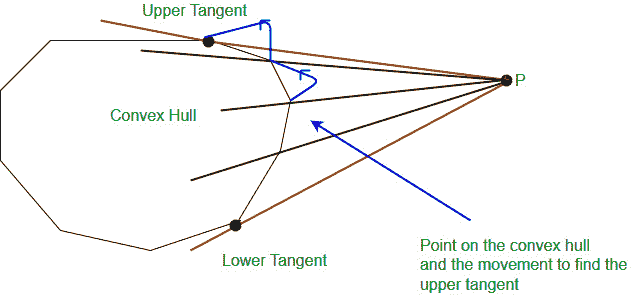 Upper Tangent
P
Convex Hull
Lower Tangent
Point on the convex hull
and the movement to find the
upper tangent